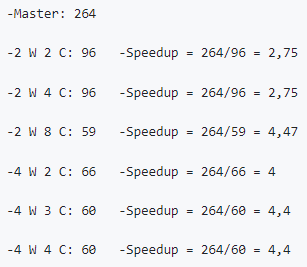 -Master: 264
-2 W 2 C: 96 -Speedup = 264/96 = 2,75
-2 W 4 C: 96 -Speedup = 264/96 = 2,75
-2 W 8 C: 59 -Speedup = 264/59 = 4,47
-4 W 2 C: 66 -Speedup = 264/66 = 4
-4 W 3 C: 60 -Speedup = 264/60 = 4,4
-4 W 4 C: 60 -Speedup = 264/60 = 4,4